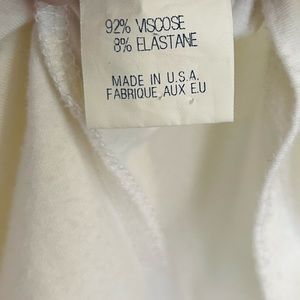 92% VISCOSE
8% ELASTANE
MADE IN U.S.A.
FABRIQUE AUX E.U